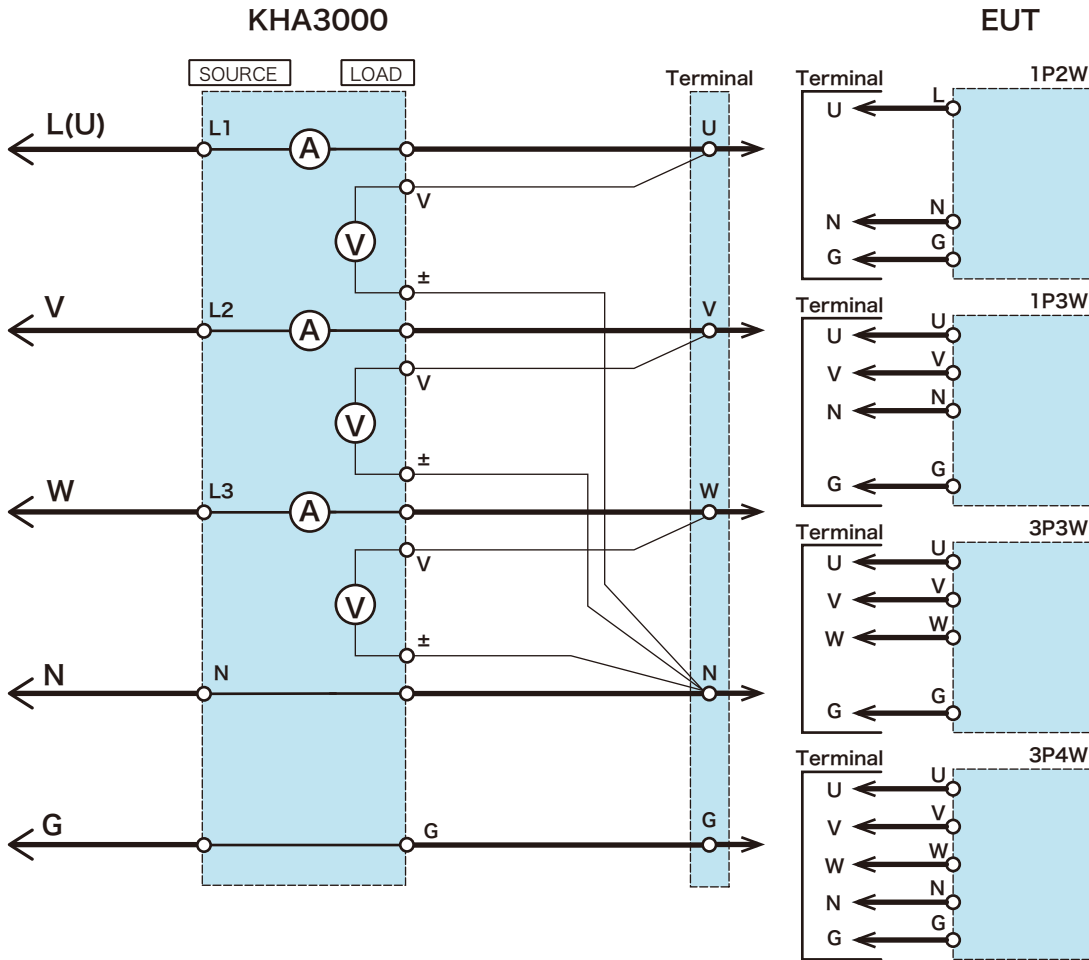 KHA3000
EUT
SOURCE
LOAD
Terminal
L(U)
L1
A
U
V
V
±
V
L2
A
V
V
V
±
W
L3
A
W
V
V
±
N
N
N
G
G
G
Terminal
1P2W
U
L
N
N
G
G
Terminal
1P3W
U
U
V
V
N
N
G
G
Terminal
3P3W
U
U
V
V
W
W
G
G
Terminal
3P4W
U
U
V
V
W
W
N
N
G
G